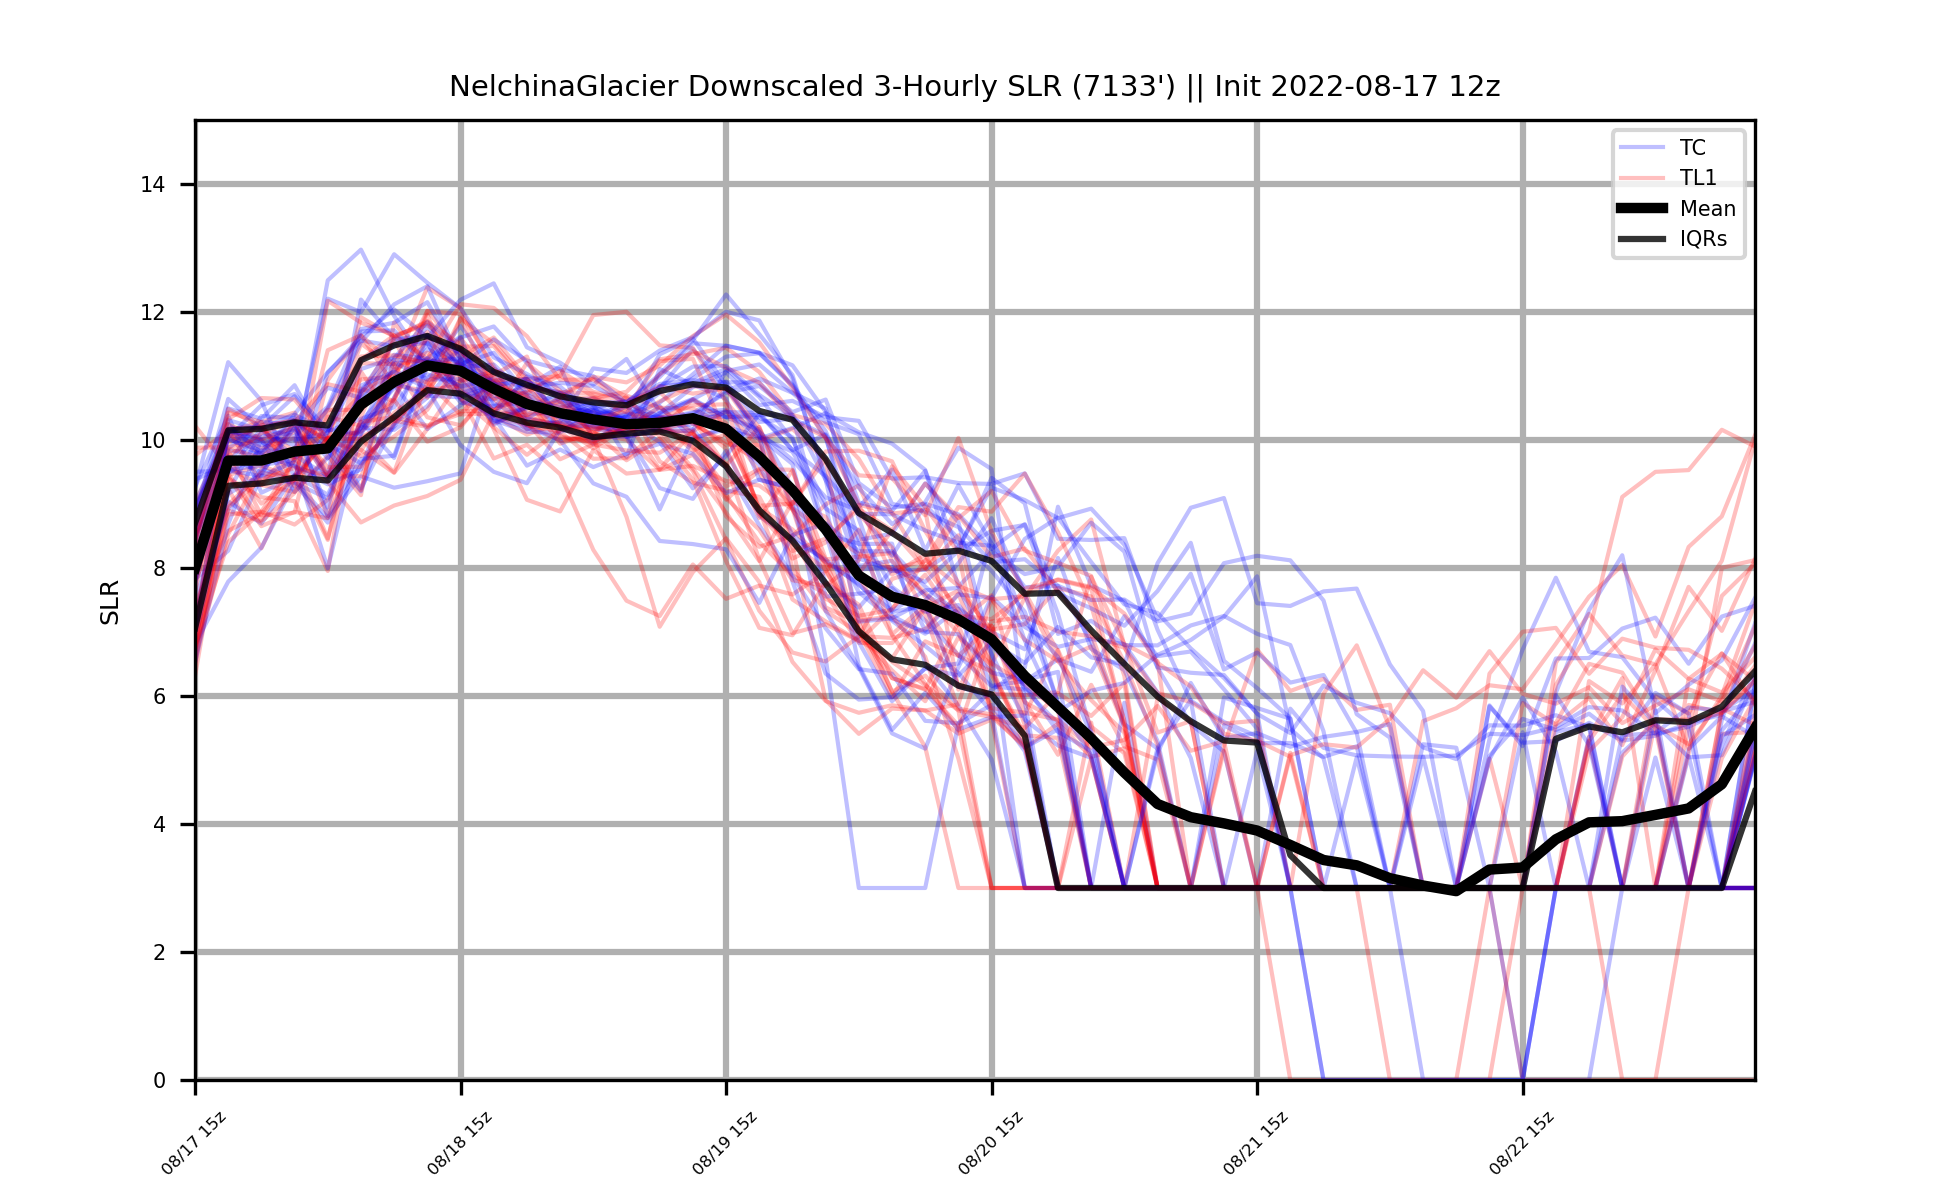 NelchinaGlacier Downscaled 3-Hourly SLR (7133') || Init 2022-08-17 12z
TC
TL1
Mean
IQRs
SLR
14
12
10
8
6
4
2
0
08/17 15z
08/18 15z
08/19 15z
08/20 15z
08/21 15z
08/22 15z